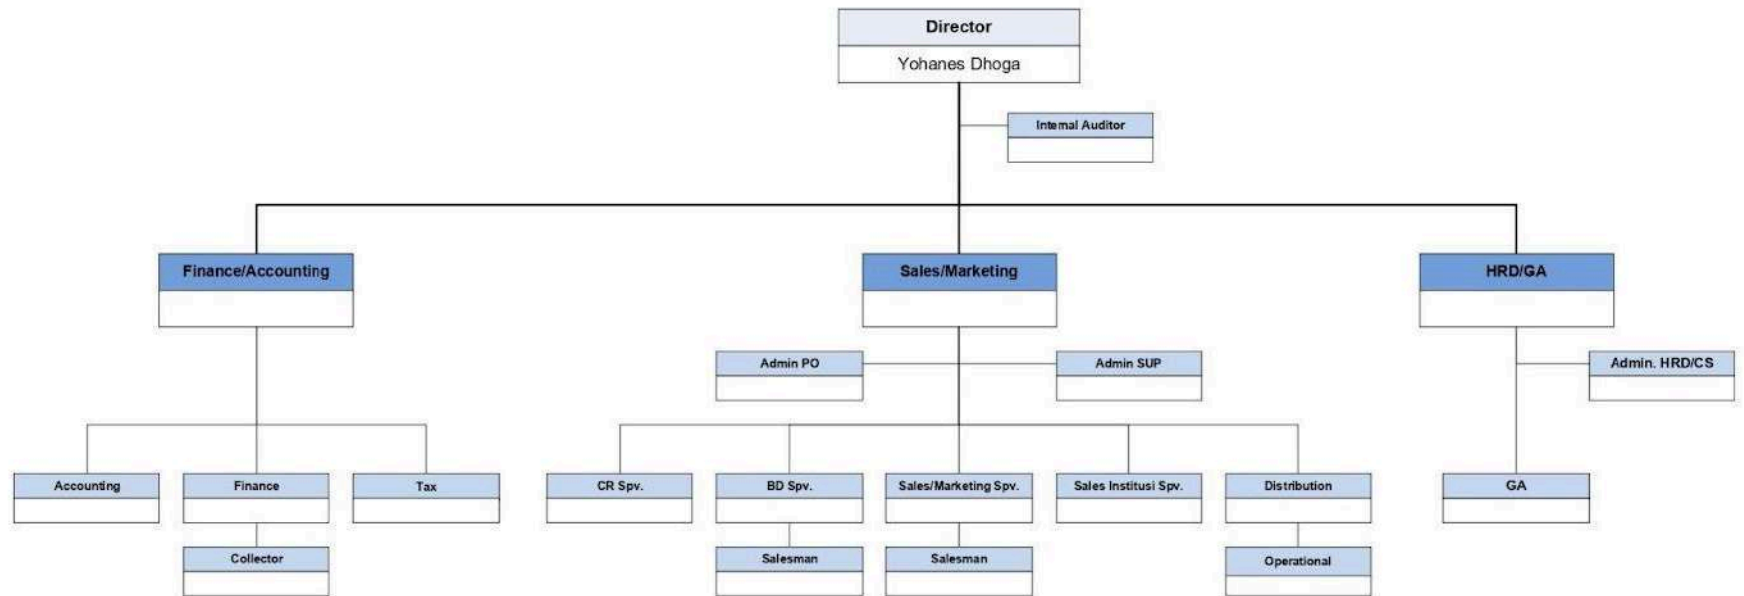 Director
Yohanes Dhoga
Internal Auditor
Finance/Accounting
Sales/Marketing
HRD/GA
Admin PO
Admin SUP
Admin. HRD/CS
Accounting
Finance
Tax
CR Spv.
BD Spv.
Sales/Marketing Spv.
Sales Institusi Spv.
Distribution
GA
Collector
Salesman
Salesman
Operational